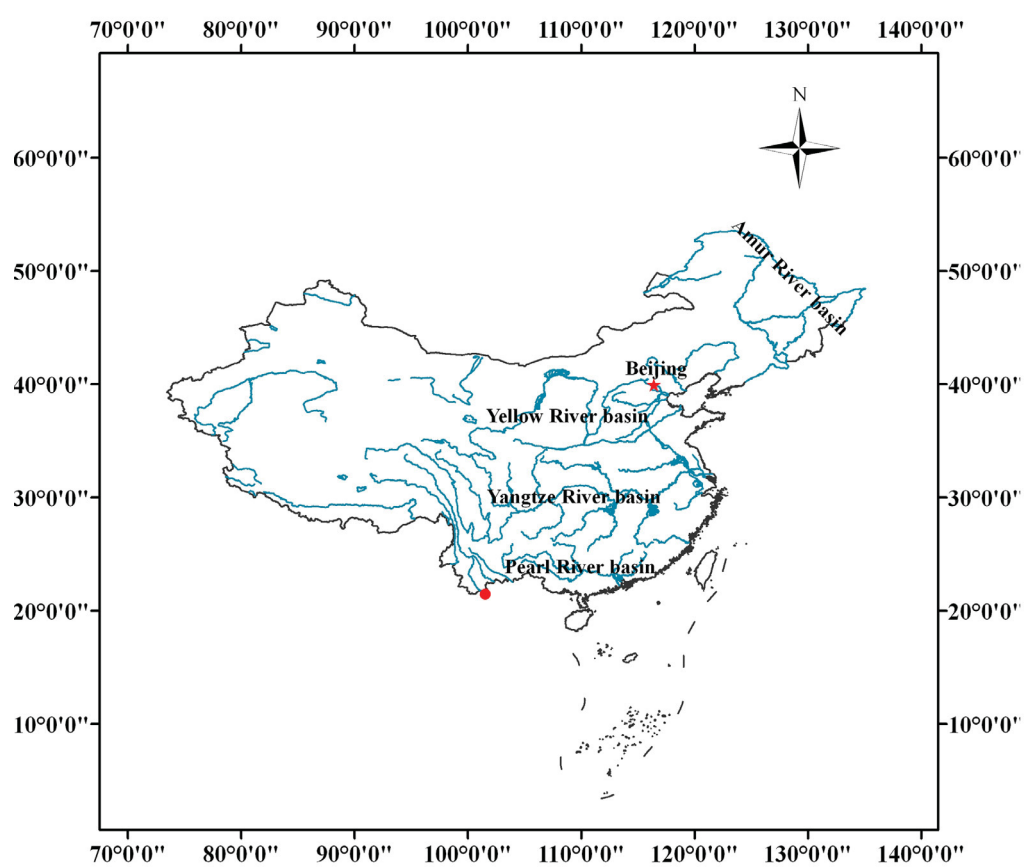 70°0'0" 80°0'0" 90°0'0" 100°0'0" 110°0'0" 120°0'0" 130°0'0" 140°0'0"
N
60°0'0" 60°0'0"
Amur River basin
50°0'0" 50°0'0"
Beijing
40°0'0" 40°0'0"
Yellow River basin
Yangtze River basin
30°0'0" 30°0'0"
Pearl River basin
20°0'0" 20°0'0"
10°0'0" 10°0'0"
70°0'0" 80°0'0" 90°0'0" 100°0'0" 110°0'0" 120°0'0" 130°0'0" 140°0'0"